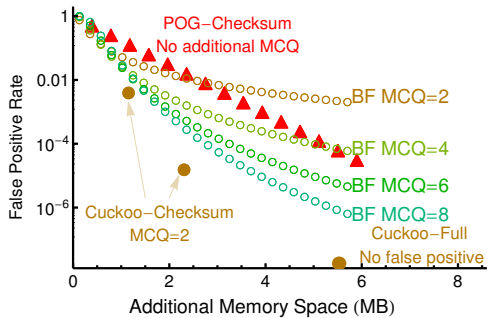 POG−Checksum
No additional MCQ
1
0.01
10⁻⁴
10⁻⁶
False Positive Rate
BF MCQ=2
BF MCQ=4
BF MCQ=6
BF MCQ=8
Cuckoo−Checksum
MCQ=2
Cuckoo−Full
No false positive
0 2 4 6 8
Additional Memory Space (MB)